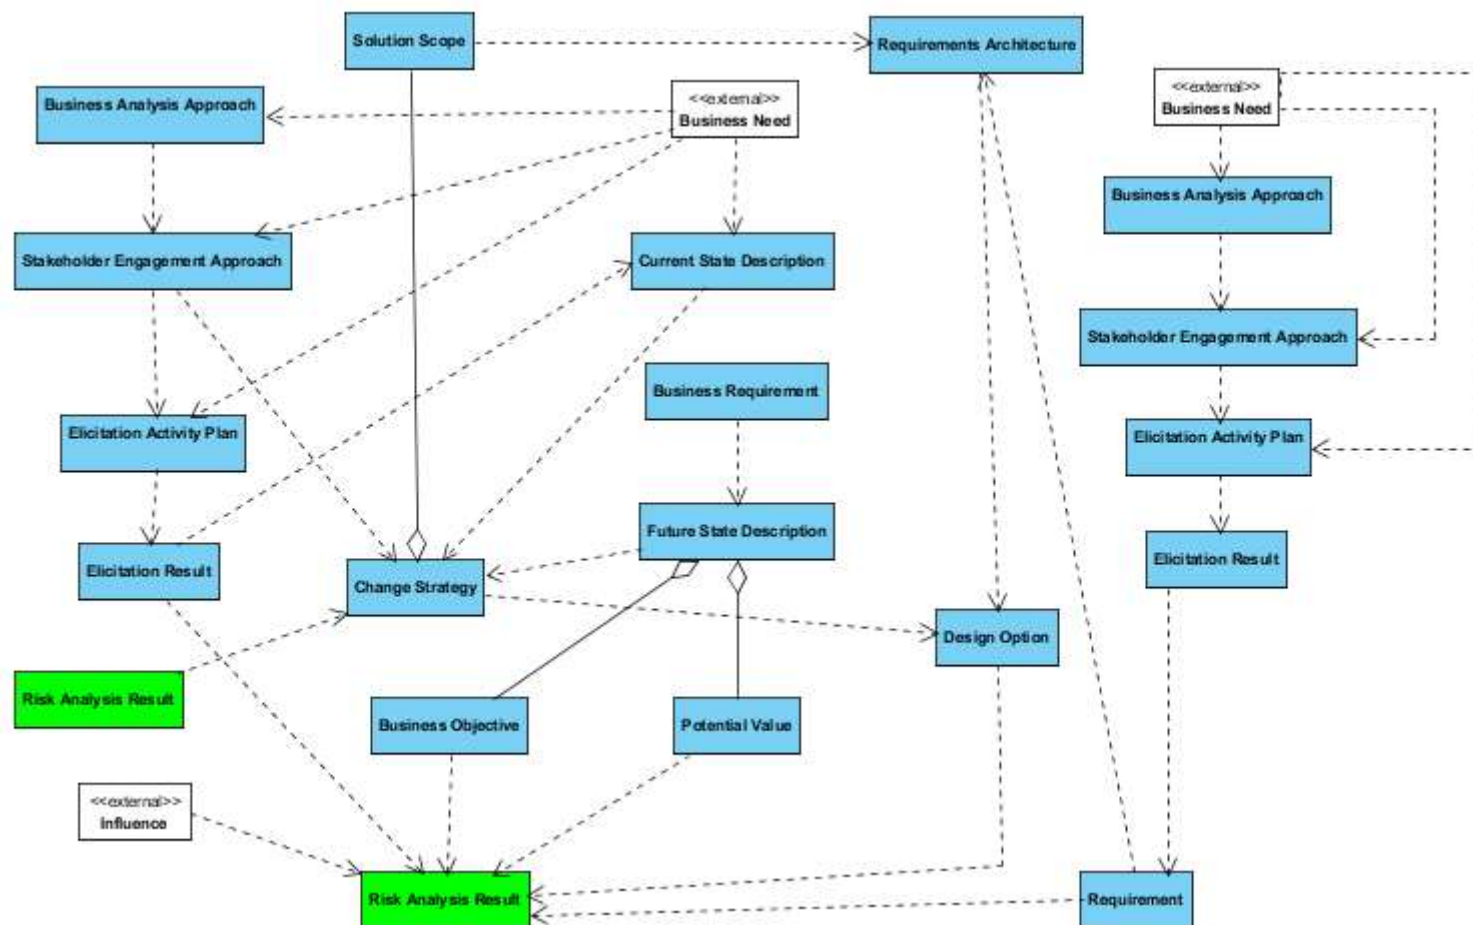 Solution Scope
Requirements Architecture
Business Analysis Approach
<<external>>
Business Need
<<external>>
Business Need
Business Analysis Approach
Stakeholder Engagement Approach
Current State Description
Stakeholder Engagement Approach
Business Requirement
Elicitation Activity Plan
Elicitation Activity Plan
Future State Description
Elicitation Result
Change Strategy
Elicitation Result
Design Option
Risk Analysis Result
Business Objective
Potential Value
<<external>>
Influence
Risk Analysis Result
Requirement